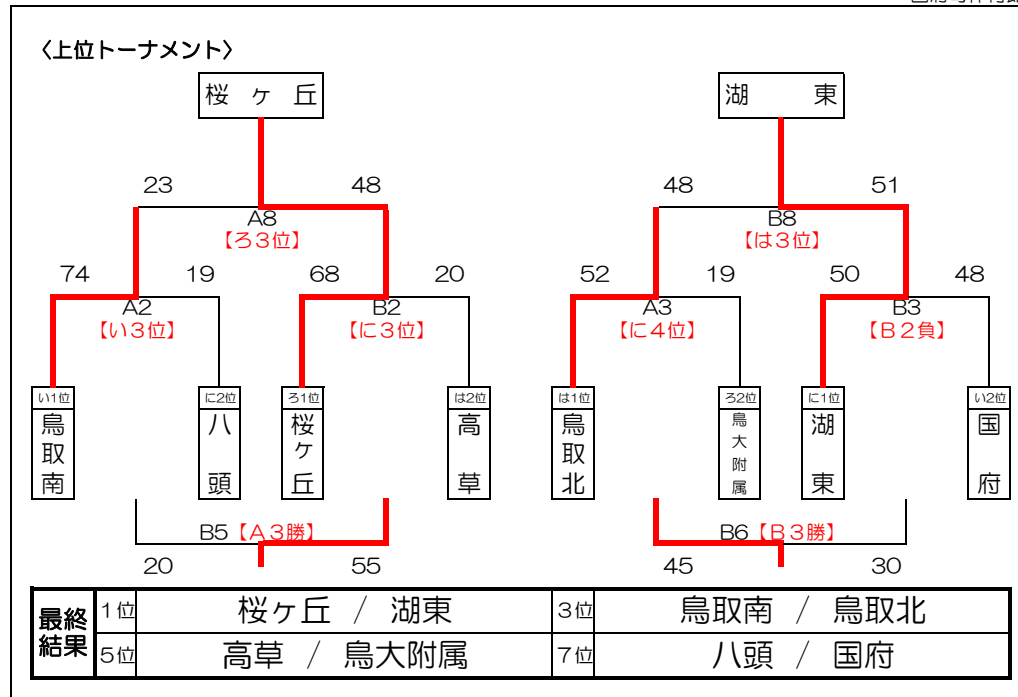 〈上位トーナメント〉
桜ヶ丘 湖東
23 48 48 51
A8 B8
【ろ3位】 【は3位】
74 19 68 20 52 19 50 48
A2 B2 A3 B3
【い3位】 【に3位】 【に4位】 【B2負】
い1位 に2位 ろ1位 は2位 は1位 ろ2位 に1位 い2位
鳥取南 八頭 桜ケ丘 高草 鳥取北 鳥大附属 湖東 国府
B5【A3勝】 B6【B3勝】
20 55 45 30
最終結果 1位 桜ヶ丘 / 湖東 3位 鳥取南 / 鳥取北
5位 高草 / 鳥大附属 7位 八頭 / 国府